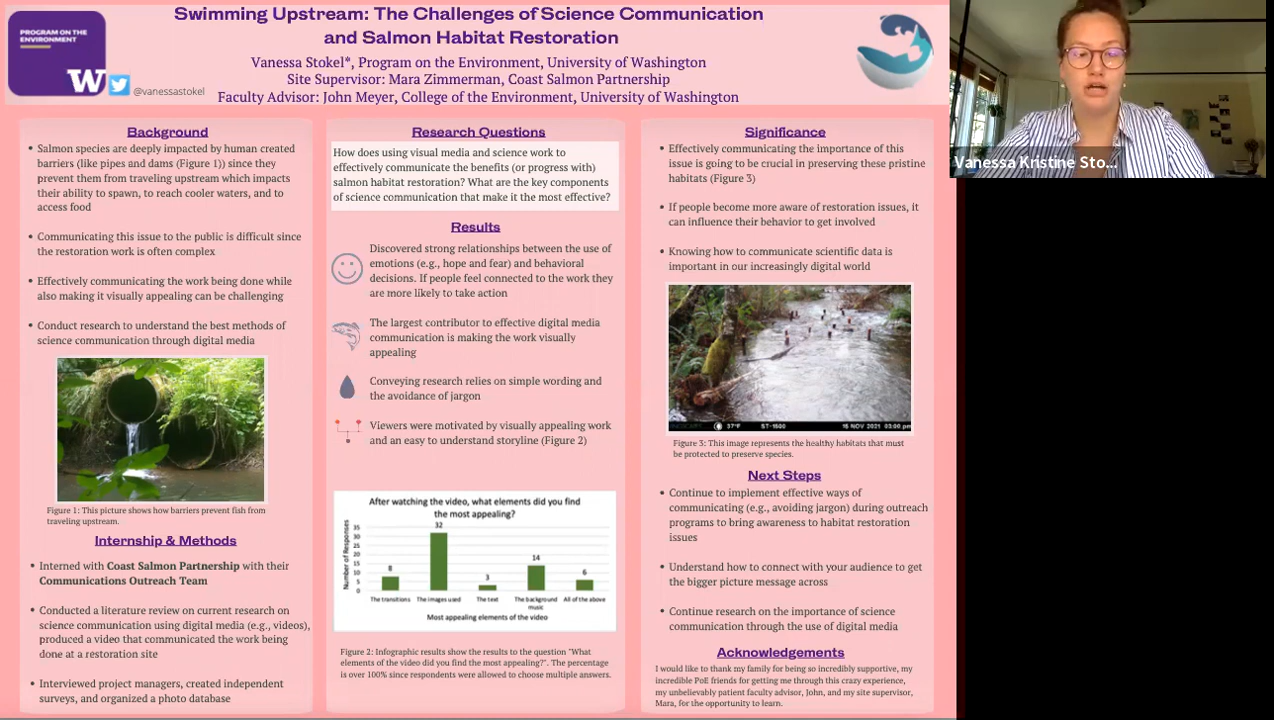 Swimming Upstream: The Challenges of Science Communication
and Salmon Habitat Restoration
PROGRAM ON THE
ENVIRONMENT
W
@vanessastokel
Vanessa Stokel*, Program on the Environment, University of Washington
Site Supervisor: Mara Zimmerman, Coast Salmon Partnership
Faculty Advisor: John Meyer, College of the Environment, University of Washington
Vanessa Kristine Sto...
Background
• Salmon species are deeply impacted by human created
barriers (like pipes and dams (Figure 1)) since they
prevent them from traveling upstream which impacts
their ability to spawn, to reach cooler waters, and to
access food
• Communicating this issue to the public is difficult since
the restoration work is often complex
• Effectively communicating the work being done while
also making it visually appealing can be challenging
• Conduct research to understand the best methods of
science communication through digital media
Figure 1: This picture shows how barriers prevent fish from
traveling upstream.
Internship & Methods
• Interned with Coast Salmon Partnership with their
Communications Outreach Team
• Conducted a literature review on current research on
science communication using digital media (e.g., videos),
produced a video that communicated the work being
done at a restoration site
• Interviewed project managers, created independent
surveys, and organized a photo database
Research Questions
How does using visual media and science work to
effectively communicate the benefits (or progress with)
salmon habitat restoration? What are the key components
of science communication that make it the most effective?
Results
Discovered strong relationships between the use of
emotions (e.g., hope and fear) and behavioral
decisions. If people feel connected to the work they
are more likely to take action
The largest contributor to effective digital media
communication is making the work visually
appealing
Conveying research relies on simple wording and
the avoidance of jargon
Viewers were motivated by visually appealing work
and an easy to understand storyline (Figure 2)
After watching the video, what elements did you find
the most appealing?
Number of Responses
35
30
25
20
15
10
5
0
8
32
3
14
6
The transitions
The images used
The text
The background
music
All of the above
Most appealing elements of the video
Figure 2: Infographic results show the results to the question "What
elements of the video did you find the most appealing?". The percentage
is over 100% since respondents were allowed to choose multiple answers.
Significance
• Effectively communicating the importance of this
issue is going to be crucial in preserving these pristine
habitats (Figure 3)
• If people become more aware of restoration issues, it
can influence their behavior to get involved
• Knowing how to communicate scientific data is
important in our increasingly digital world
37°F ST-1500 15 NOV 2021 03:00 pm
Figure 3: This image represents the healthy habitats that must
be protected to preserve species.
Next Steps
• Continue to implement effective ways of
communicating (e.g., avoiding jargon) during outreach
programs to bring awareness to habitat restoration
issues
• Understand how to connect with your audience to get
the bigger picture message across
• Continue research on the importance of science
communication through the use of digital media
Acknowledgements
I would like to thank my family for being so incredibly supportive, my
incredible PoE friends for getting me through this crazy experience,
my unbelievably patient faculty advisor, John, and my site supervisor,
Mara, for the opportunity to learn.